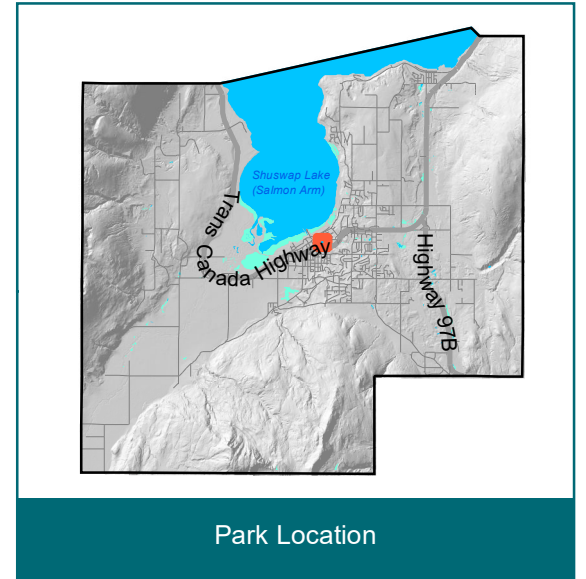 Shuswap Lake
(Salmon Arm)
Trans Canada Highway
Highway 97B
Park Location